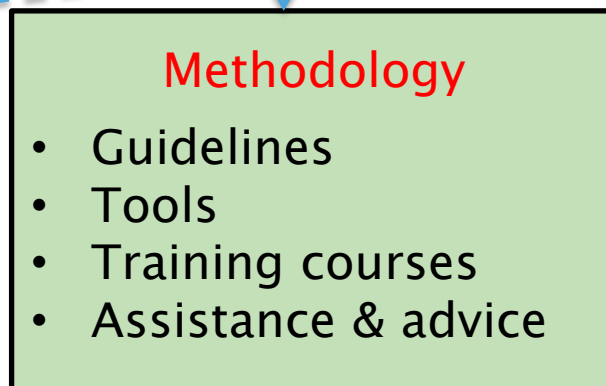 Methodology
• Guidelines
• Tools
• Training courses
• Assistance & advice